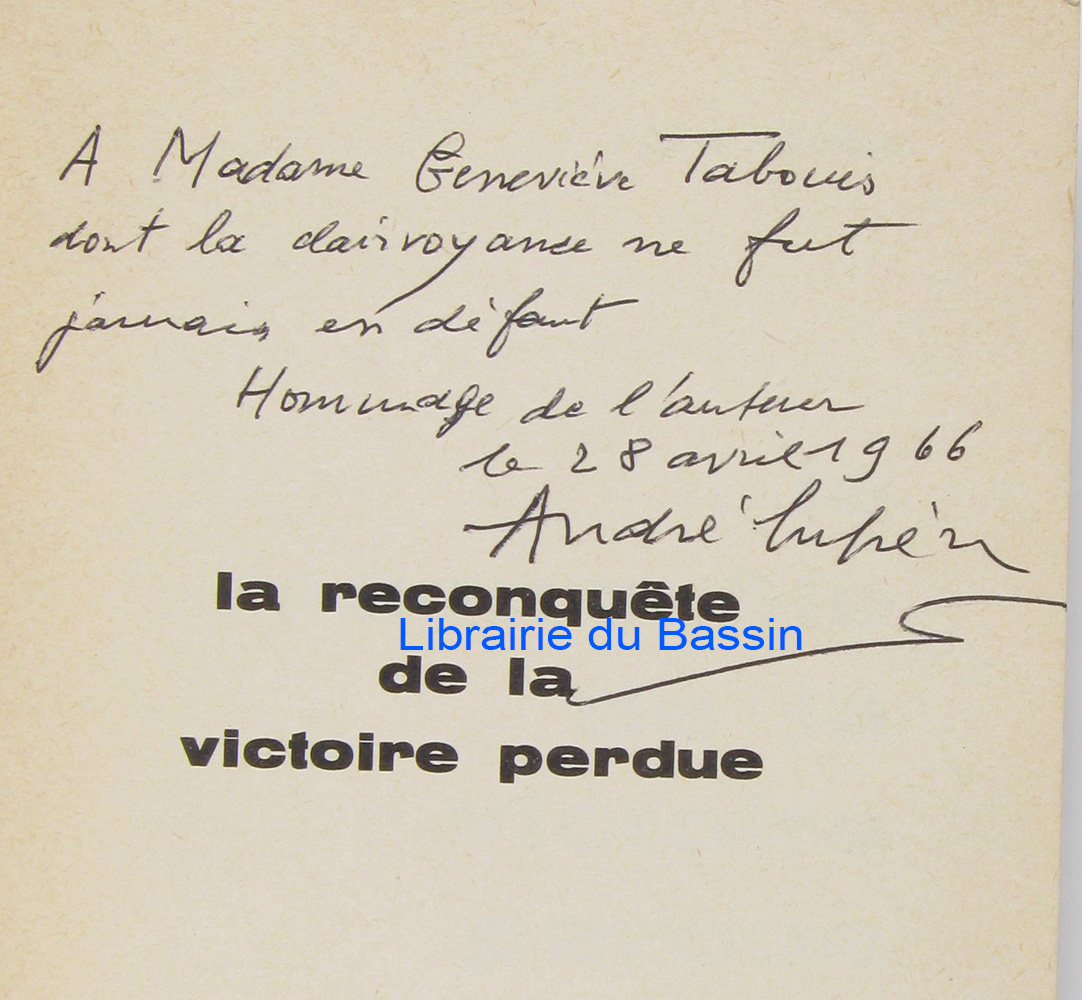 A Madame Geneviève Tabouis
dont la clairvoyance ne fut
jamais en défaut
Hommage de l'auteur
le 28 avril 1966
André
la reconquête
Librairie du Bassin
de la
victoire perdue